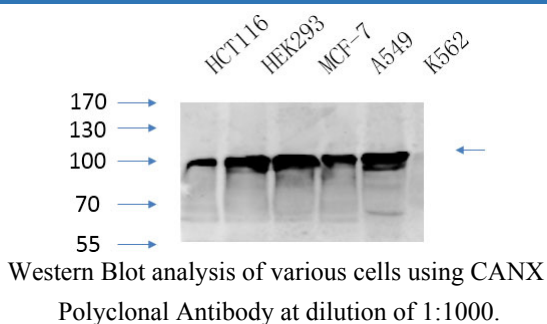 HCT116 HEK293 MCF-7 A549 K562
170
130
100
70
55
Western Blot analysis of various cells using CANX
Polyclonal Antibody at dilution of 1:1000.